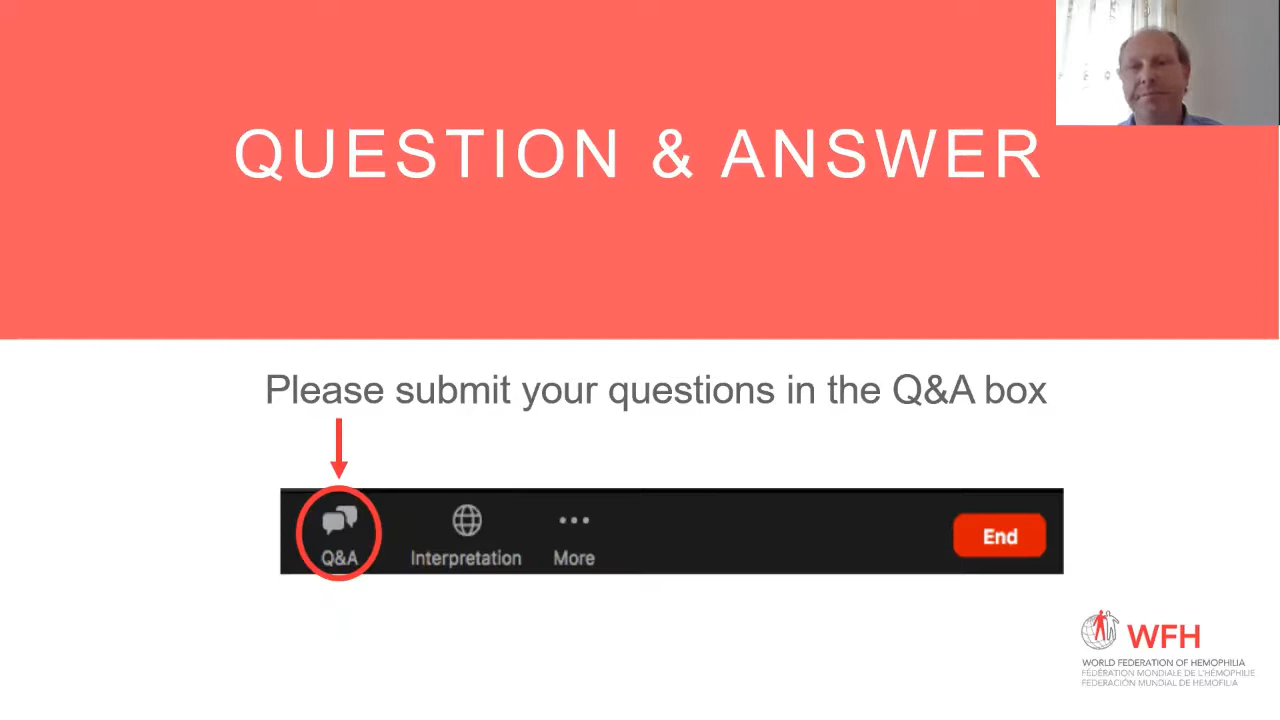 QUESTION & ANSWER
Please submit your questions in the Q&A box
Q&A
Interpretation
More
End
WFH
WORLD FEDERATION OF HEMOPHILIA
FÉDÉRATION MONDIALE DE L'HÉMOPHILIE
FEDERACIÓN MUNDIAL DE HEMOFILIA